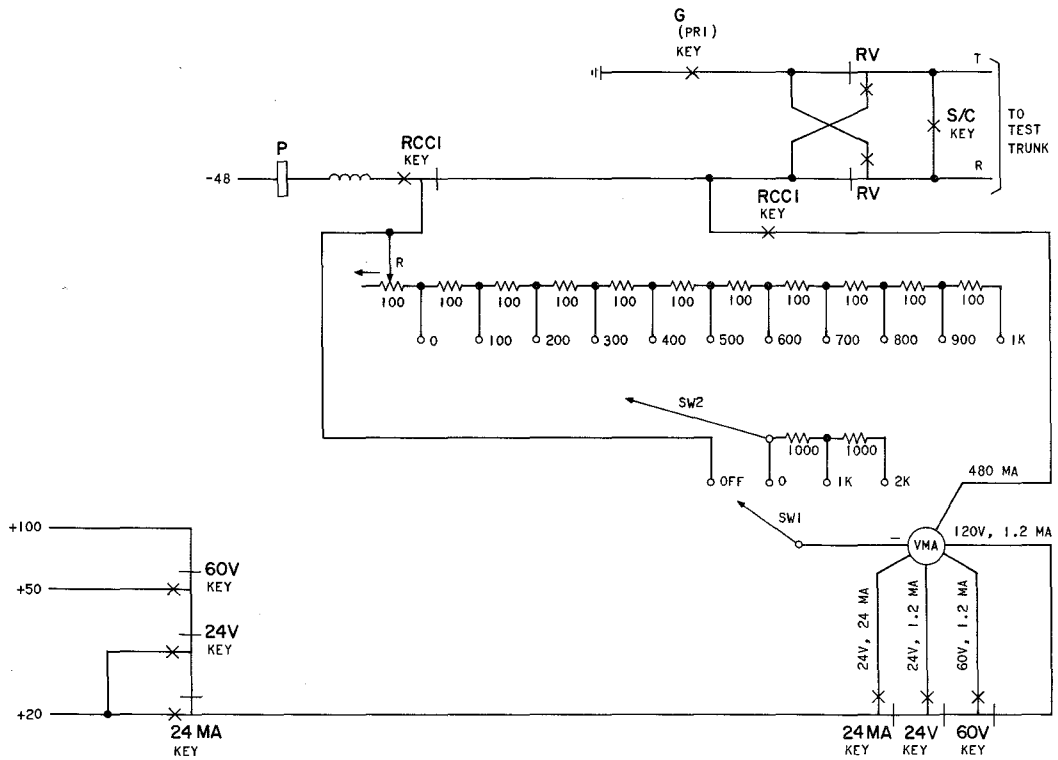 G
(PRI)
KEY
RV
T
S/C
KEY
TO
TEST
TRUNK
P
RCCI
KEY
-48
R
RCCI
KEY
RV
R
100 100 100 100 100 100 100 100 100 100 100
0 100 200 300 400 500 600 700 800 900 1K
SW2
1000 1000
OFF 0 1K 2K
480 MA
SW1
- VMA
120V, 1.2 MA
+100
60V
KEY
+50
24V
KEY
24V, 24 MA
24V, 1.2 MA
60V, 1.2 MA
+20
24 MA
KEY
24 MA
KEY
24V
KEY
60V
KEY